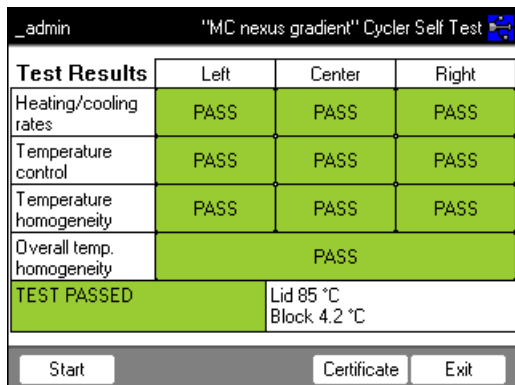 _admin "MC nexus gradient" Cycler Self Test
Test Results Left Center Right
Heating/cooling
rates PASS PASS PASS
Temperature
control PASS PASS PASS
Temperature
homogeneity PASS PASS PASS
Overall temp.
homogeneity PASS
TEST PASSED Lid 85 °C
Block 4.2 °C
Start Certificate Exit